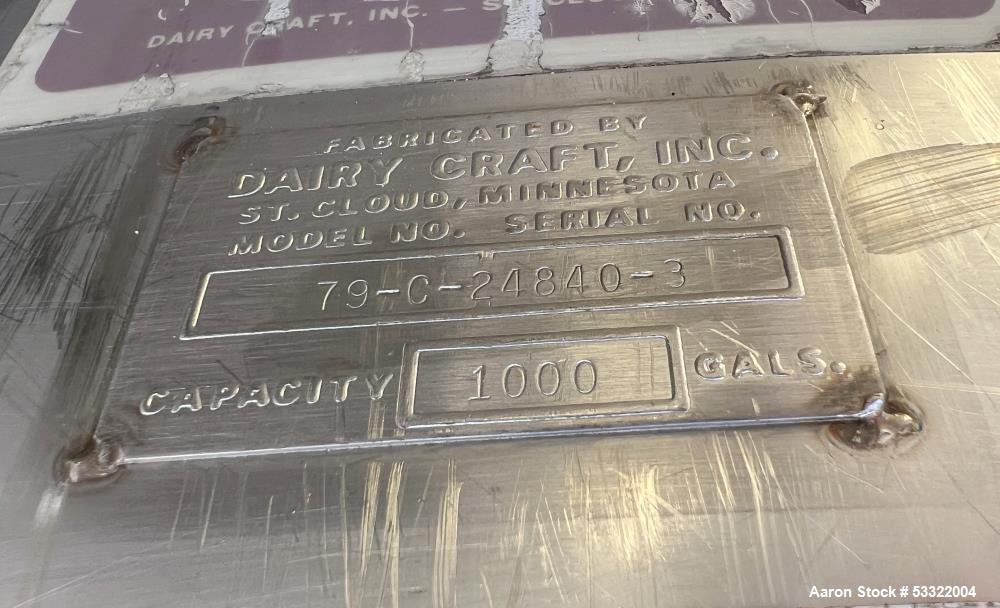 DAIRY CRAFT, INC. –
FABRICATED BY
DAIRY CRAFT, INC.
ST. CLOUD, MINNESOTA
MODEL NO. SERIAL NO.
79-C-24840-3
CAPACITY 1000 GALS.
Aaron Stock # 53322004